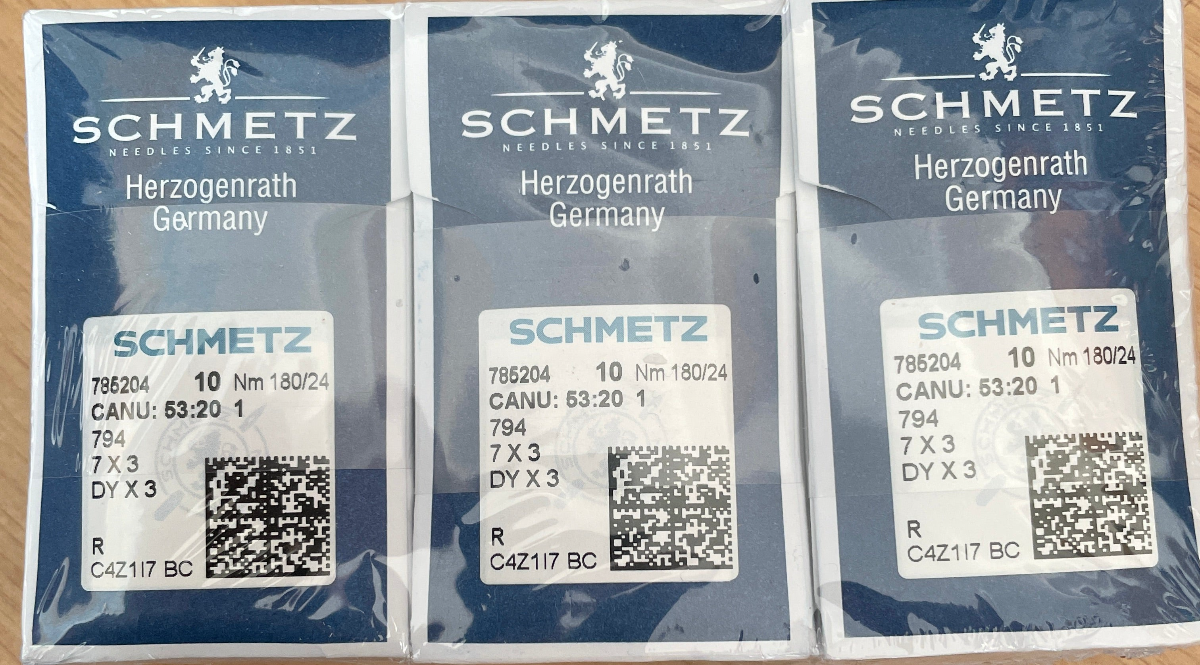 SCHMETZ
NEEDLES SINCE 1851
Herzogenrath
Germany
SCHMETZ
785204 10 Nm 180/24
CANU: 53:20 1
794
7 X 3
DY X 3
R
C4Z1I7 BC
SCHMETZ
NEEDLES SINCE 1851
Herzogenrath
Germany
SCHMETZ
785204 10 Nm 180/24
CANU: 53:20 1
794
7 X 3
DY X 3
R
C4Z1I7 BC
SCHMETZ
NEEDLES SINCE 1851
Herzogenrath
Germany
SCHMETZ
785204 10 Nm 180/24
CANU: 53:20 1
794
7 X 3
DY X 3
R
C4Z1I7 BC